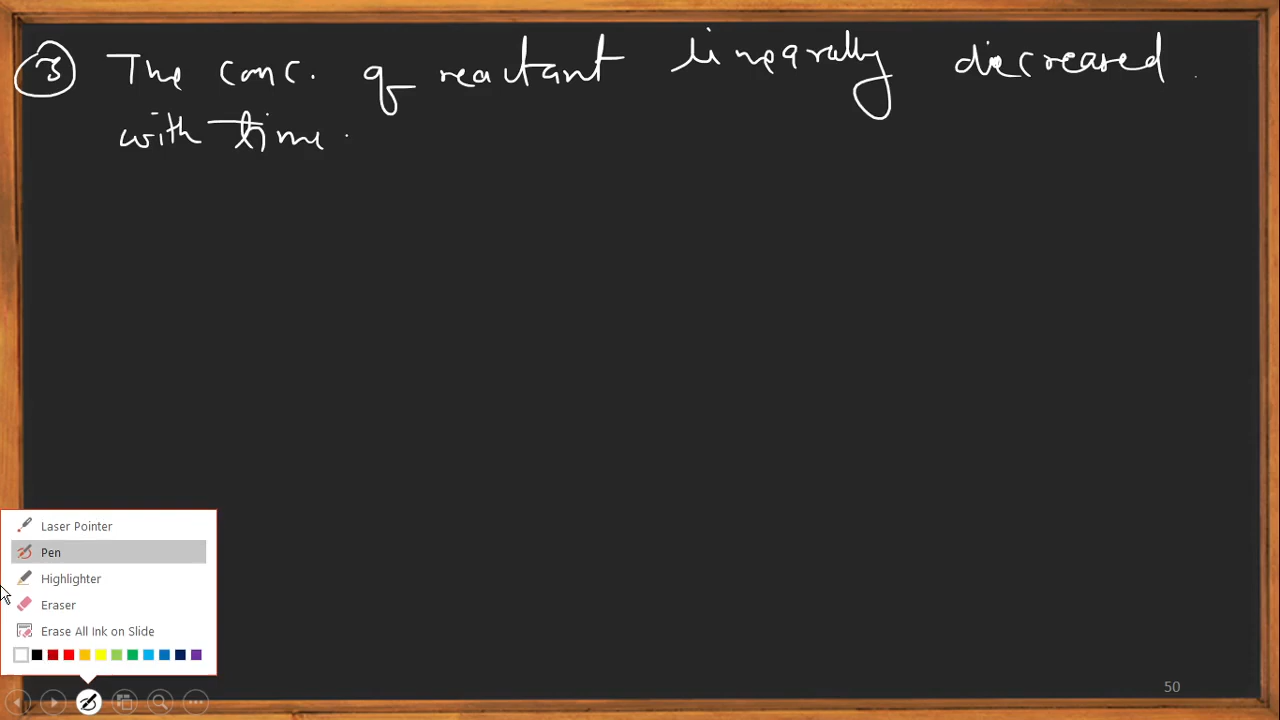 ③ The conc. of reactant linearally decreased
with time.
Laser Pointer
Pen
Highlighter
Eraser
Erase All Ink on Slide
50